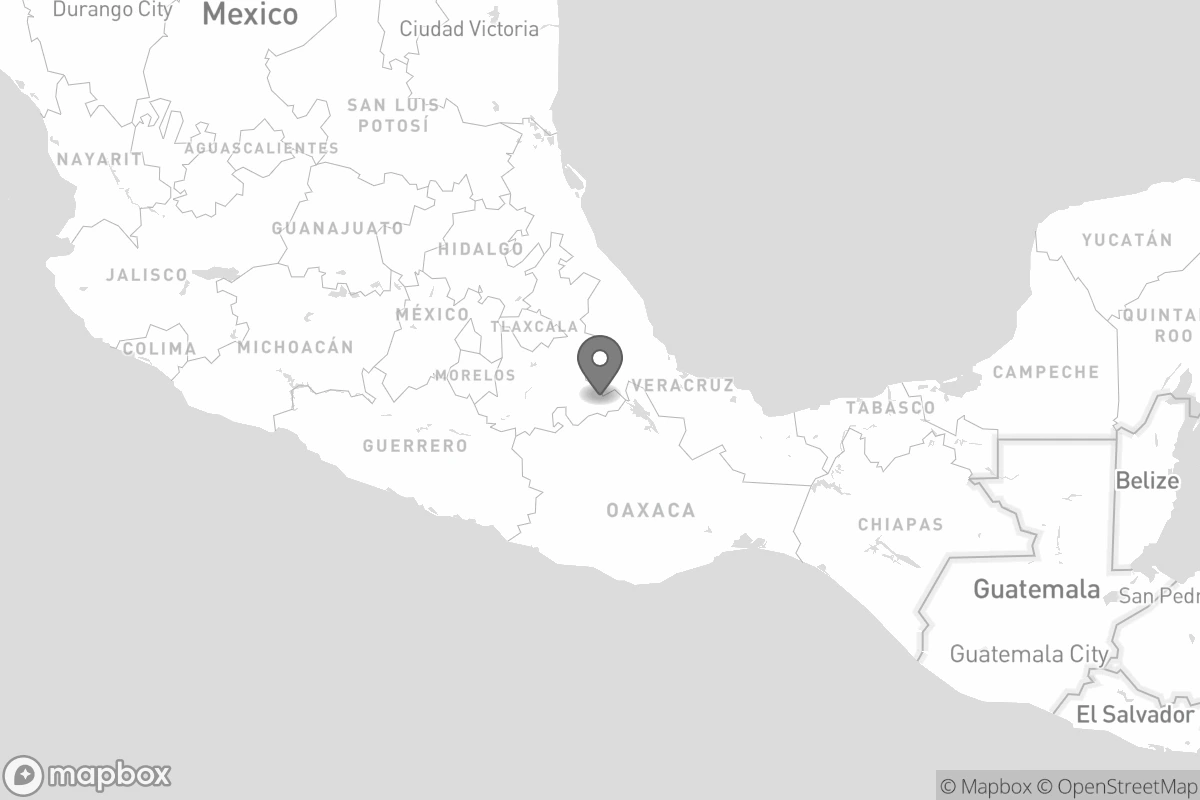 Durango City
Mexico
Ciudad Victoria
SAN LUIS
POTOSÍ
AGUASCALIENTES
NAYARIT
GUANAJUATO
HIDALGO
YUCATÁN
JALISCO
MÉXICO
TLAXCALA
QUINTA
ROO
COLIMA
MICHOACÁN
MORELOS
VERACRUZ
CAMPECHE
TABASCO
GUERRERO
Belize
OAXACA
CHIAPAS
Guatemala
San Pedr
Guatemala City
El Salvador
mapbox
© Mapbox © OpenStreetMap